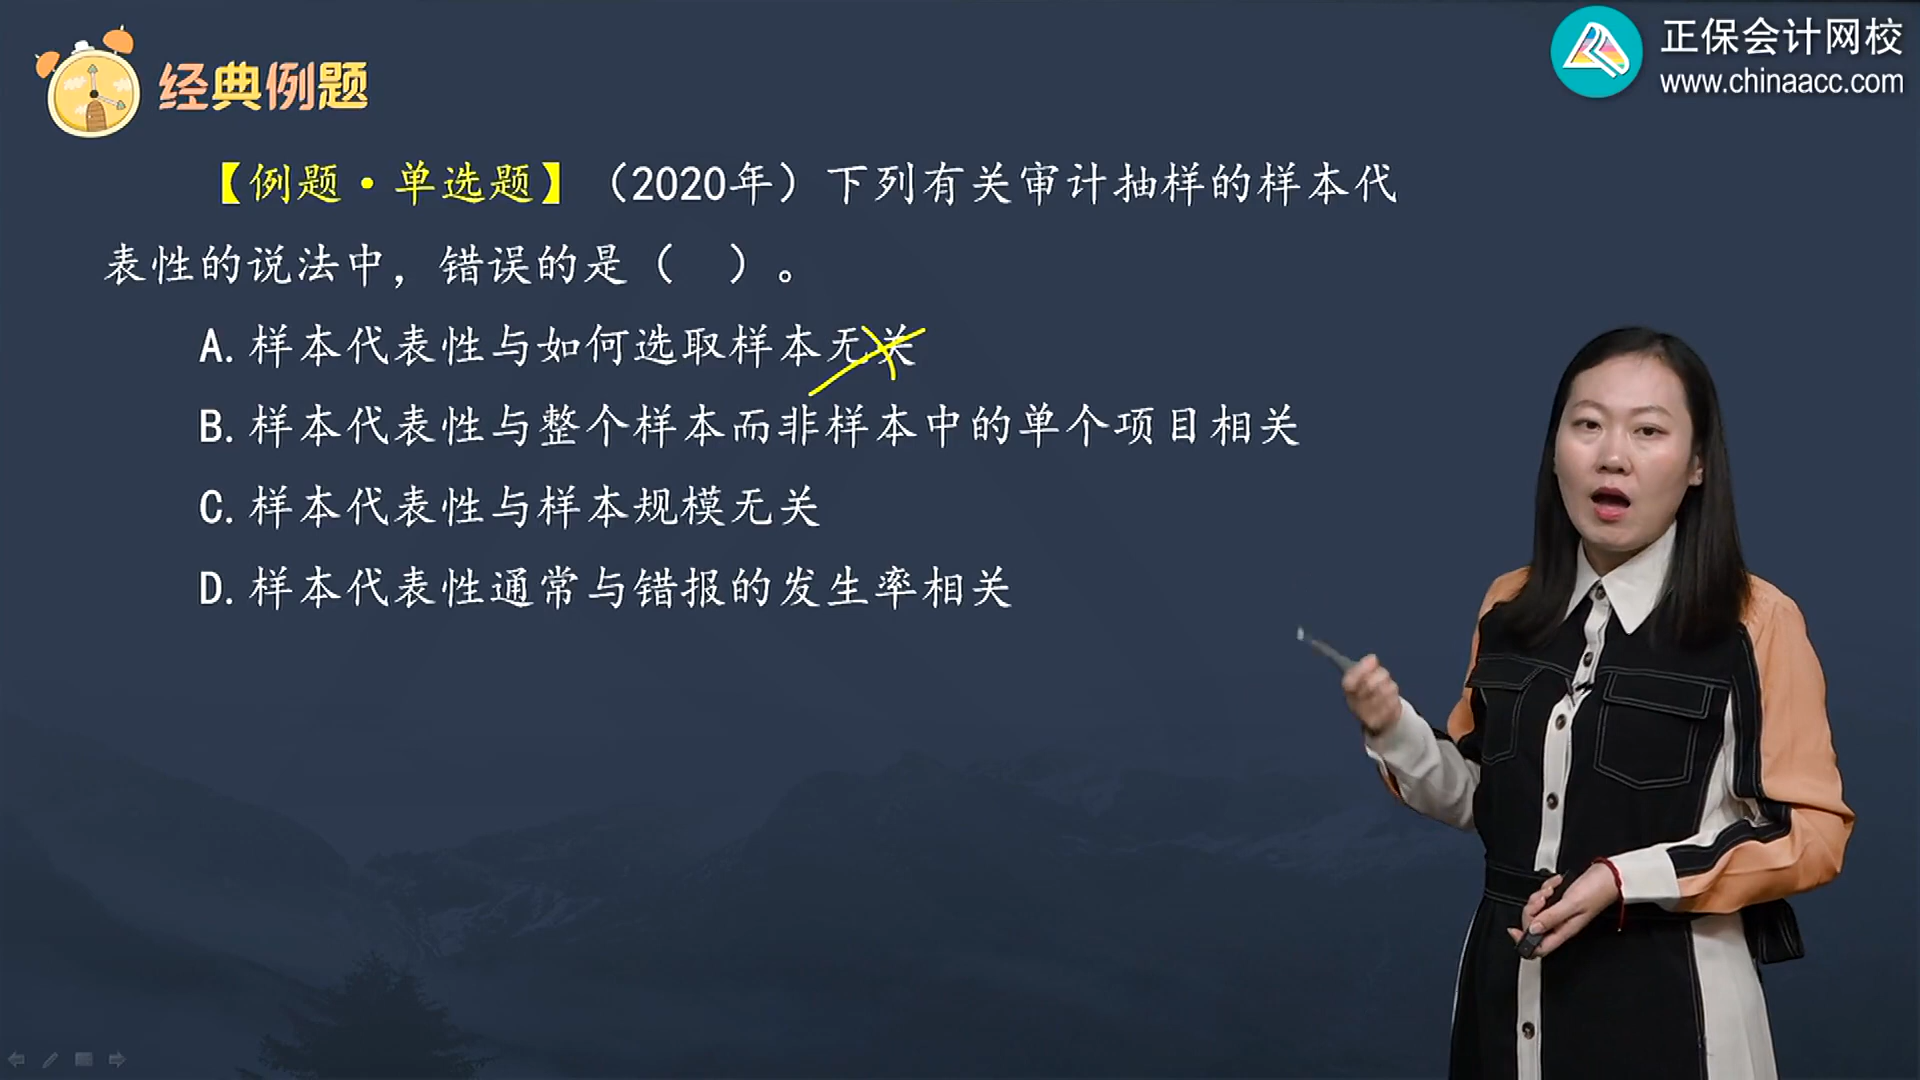 经典例题
正保会计网校
www.chinaacc.com
【例题·单选题】（2020年）下列有关审计抽样的样本代
表性的说法中，错误的是（　）。
A.样本代表性与如何选取样本无关
B.样本代表性与整个样本而非样本中的单个项目相关
C.样本代表性与样本规模无关
D.样本代表性通常与错报的发生率相关